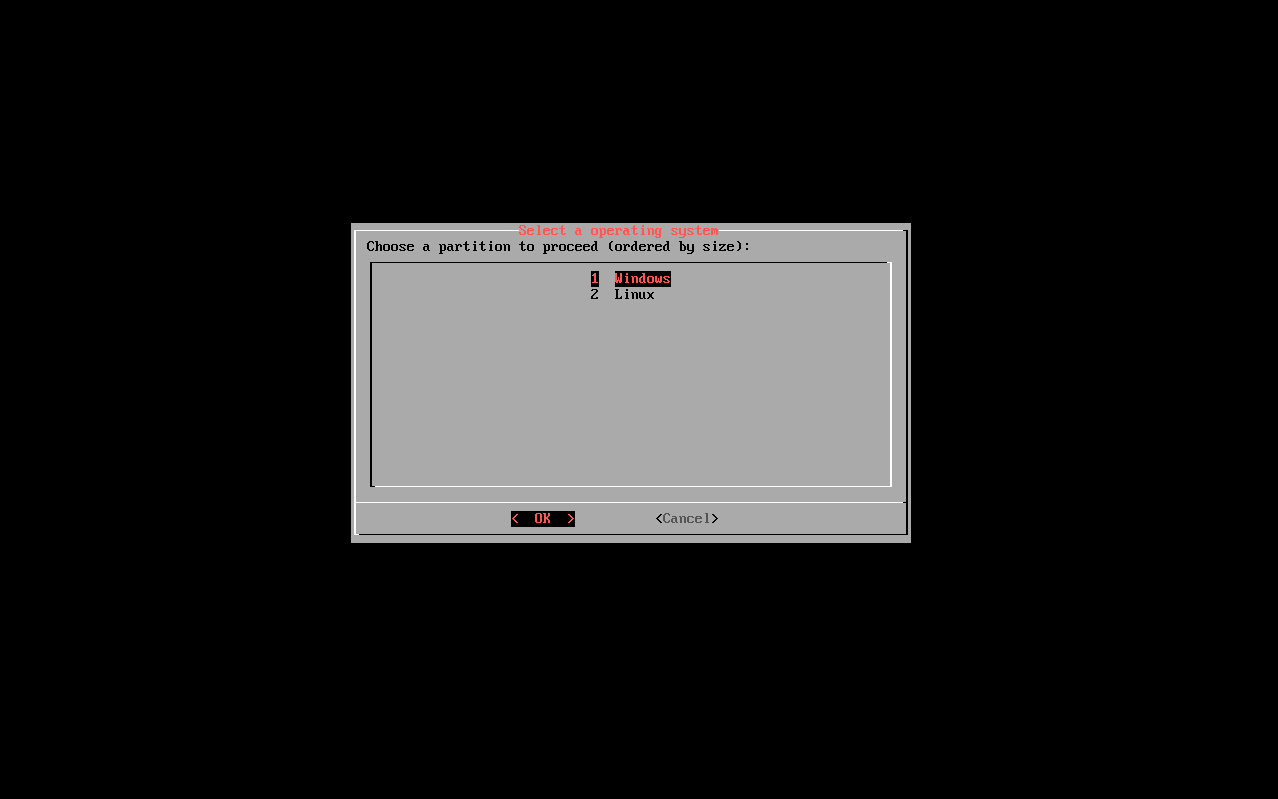 Select a operating system
Choose a partition to proceed (ordered by size):
1 Windows
2 Linux
< OK > <Cancel>